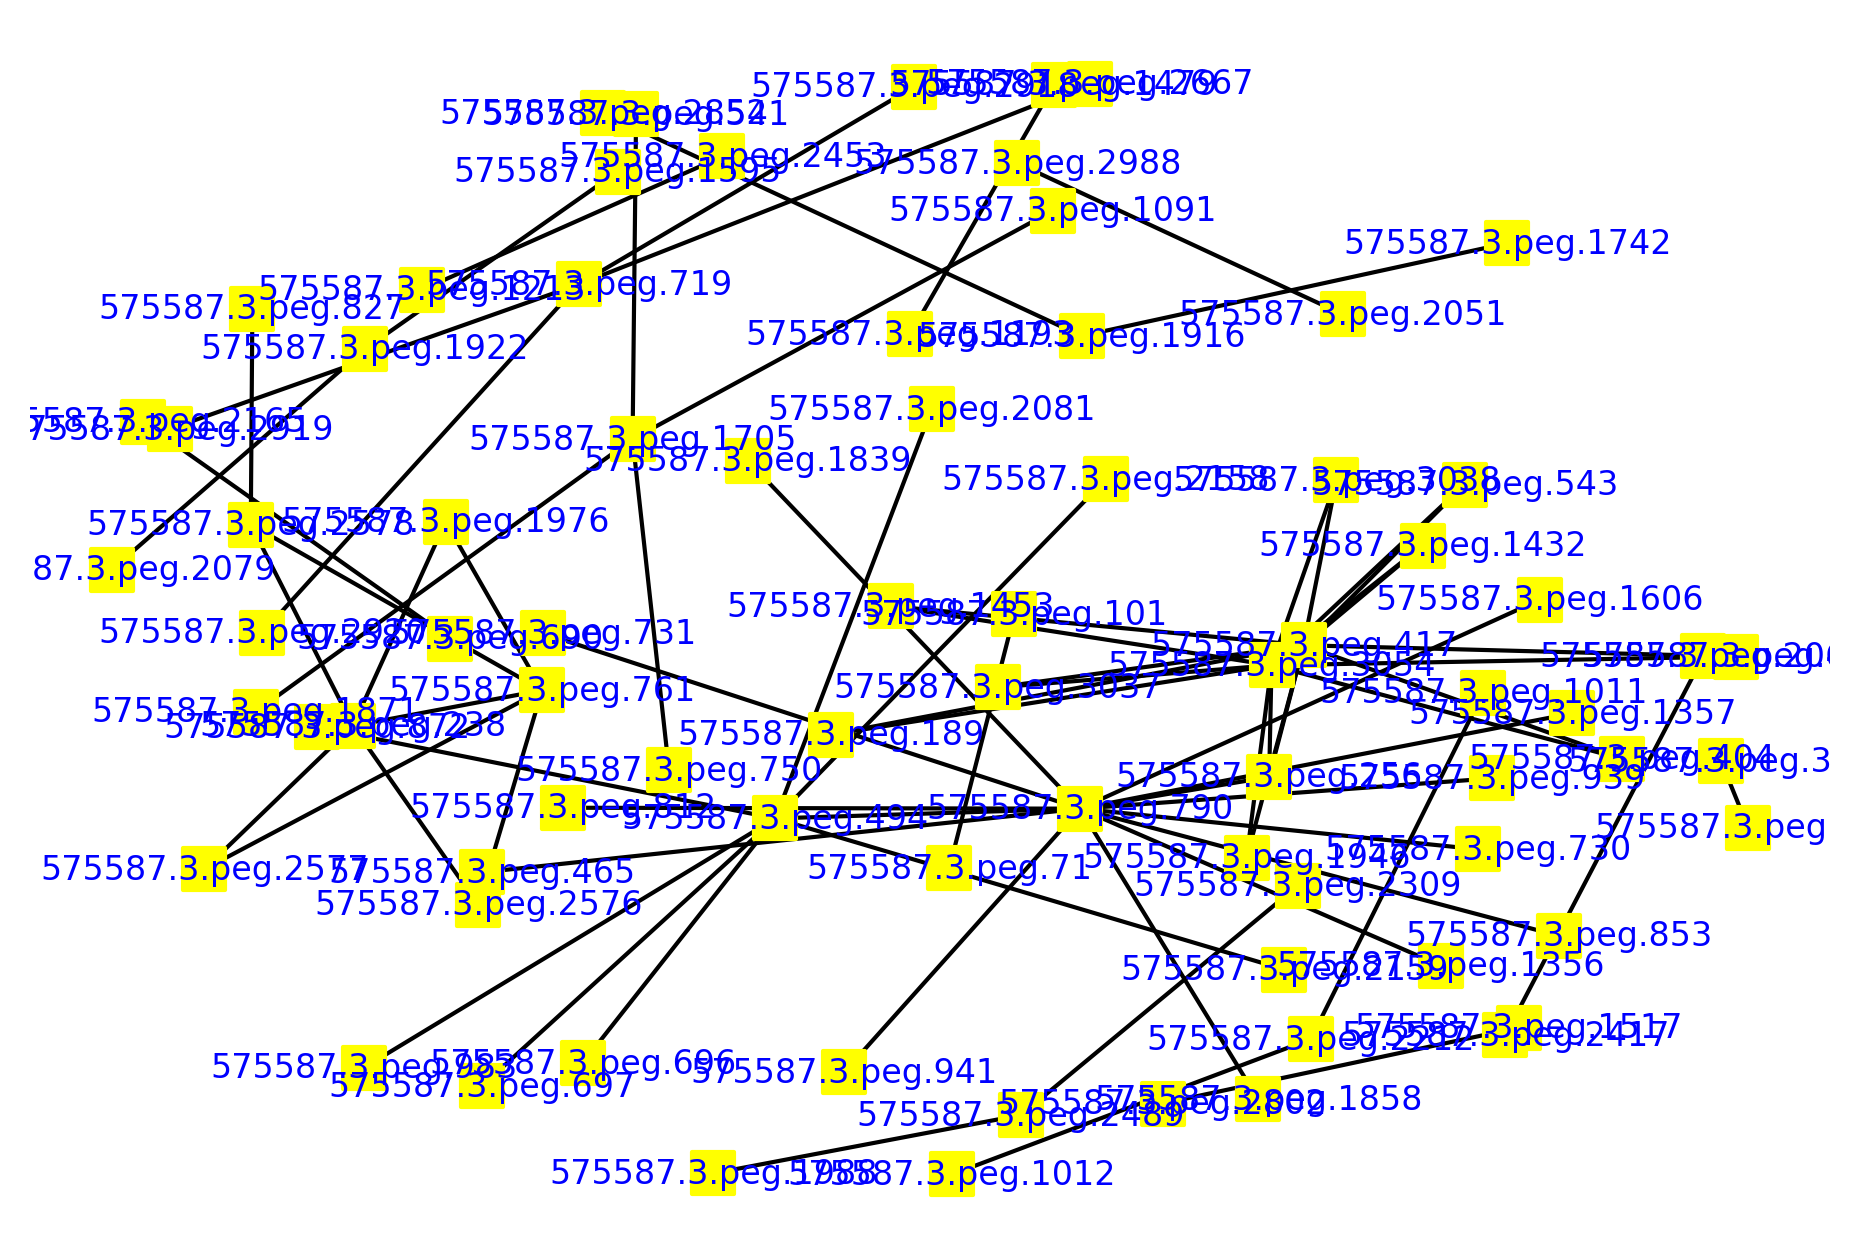 575587.3.peg.2667
575587.3.peg.1479
575587.3.peg.2918
575587.3.peg.2852
575587.3.peg.541
575587.3.peg.2453
575587.3.peg.2988
575587.3.peg.1595
575587.3.peg.1091
575587.3.peg.1742
575587.3.peg.719
575587.3.peg.1213
575587.3.peg.827
575587.3.peg.2051
575587.3.peg.1193
575587.3.peg.1916
575587.3.peg.1922
575587.3.peg.2081
5587.3.peg.2165
75587.3.peg.2919
575587.3.peg.1705
575587.3.peg.1839
575587.3.peg.2158
575587.3.peg.3038
575587.3.peg.543
575587.3.peg.2578
575587.3.peg.1976
575587.3.peg.1432
87.3.peg.2079
575587.3.peg.1606
575587.3.peg.1453
575587.3.peg.101
575587.3.peg.731
575587.3.peg.417
575587.3.peg.3054
575587.3.peg.761
575587.3.peg.3037
575587.3.peg.1011
575587.3.peg.1871
575587.3.peg.1357
575587.3.peg.872
575587.3.peg.238
575587.3.peg.189
575587.3.peg.404
575587.3.peg.3
575587.3.peg.750
575587.3.peg.256
575587.3.peg.939
575587.3.peg.812
575587.3.peg.790
575587.3.peg.494
575587.3.peg
575587.3.peg.730
575587.3.peg.1946
575587.3.peg.2577
575587.3.peg.465
575587.3.peg.71
575587.3.peg.2309
575587.3.peg.2576
575587.3.peg.853
575587.3.peg.2159
575587.3.peg.1356
575587.3.peg.1517
575587.3.peg.2417
575587.3.peg.2212
575587.3.peg.696
575587.3.peg.983
575587.3.peg.941
575587.3.peg.697
575587.3.peg.1858
575587.3.peg.2802
575587.3.peg.2489
575587.3.peg.1988
575587.3.peg.1012